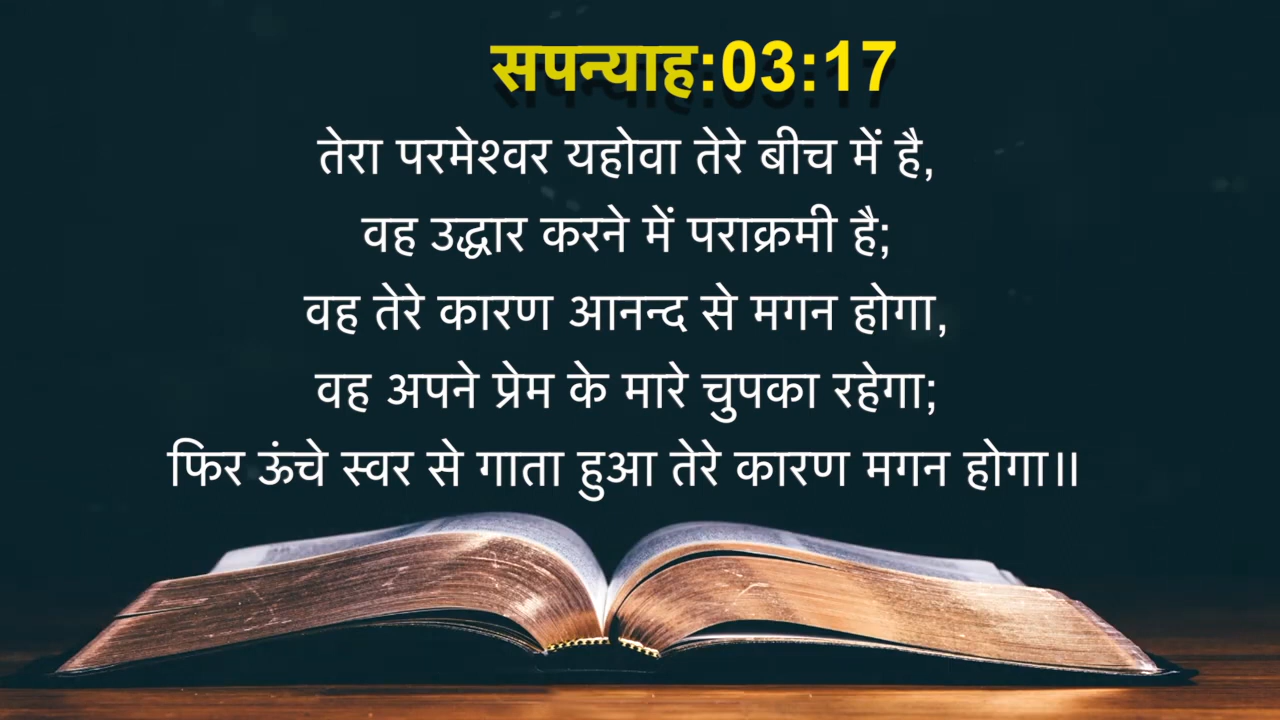 सपन्याह:03:17
तेरा परमेश्वर यहोवा तेरे बीच में है,
वह उद्धार करने में पराक्रमी है;
वह तेरे कारण आनन्द से मगन होगा,
वह अपने प्रेम के मारे चुपका रहेगा;
फिर ऊंचे स्वर से गाता हुआ तेरे कारण मगन होगा॥